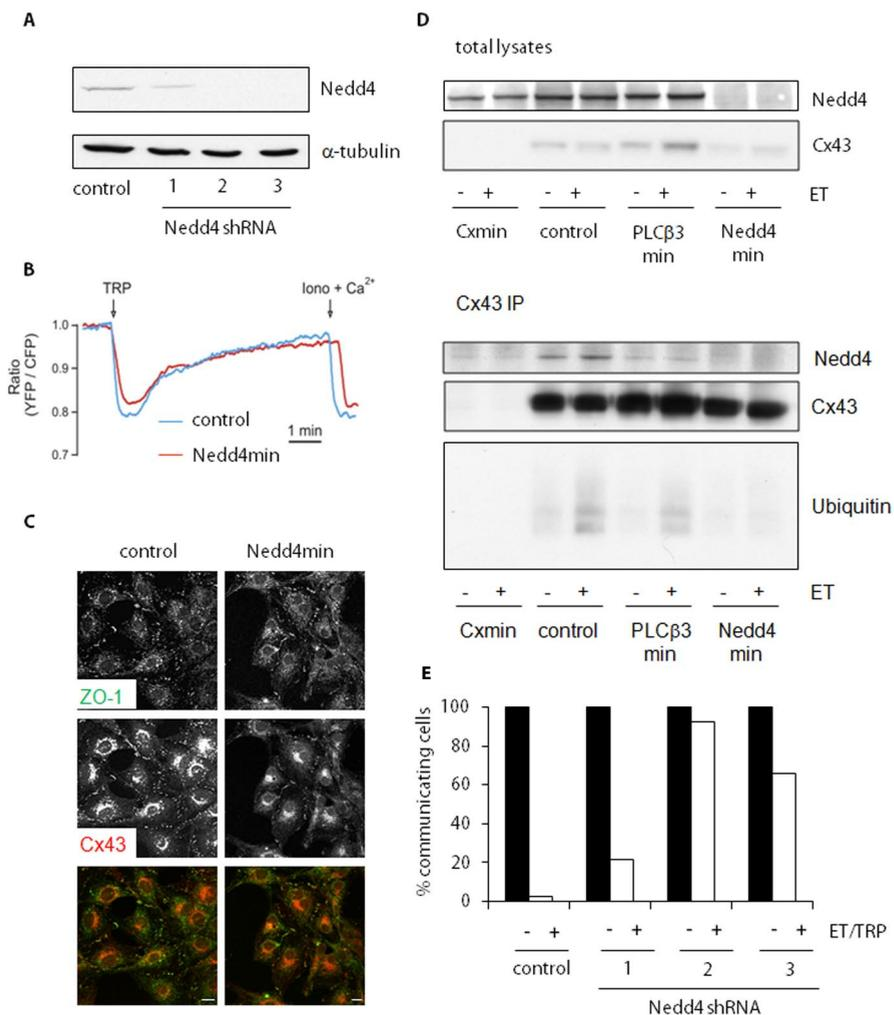 A
Nedd4
α-tubulin
control 1 2 3
Nedd4 shRNA
B
TRP
Iono + Ca²⁺
1.0
0.9
0.8
0.7
Ratio
(YFP / CFP)
control
Nedd4min
1 min
C
control Nedd4min
ZO-1
Cx43
D
total lysates
Nedd4
Cx43
- + - + - + - + ET
Cxmin control PLCβ3 min Nedd4 min
Cx43 IP
Nedd4
Cx43
Ubiquitin
- + - + - + - + ET
Cxmin control PLCβ3 min Nedd4 min
E
100
80
60
40
20
0
% communicating cells
- + - + - + - + ET/TRP
control 1 2 3
Nedd4 shRNA